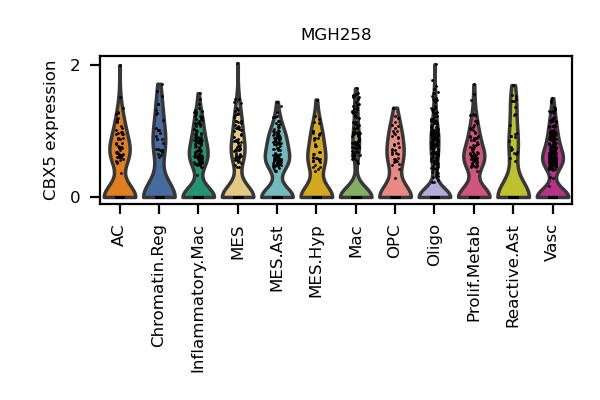 MGH258
CBX5 expression
2
0
AC
Chromatin.Reg
Inflammatory.Mac
MES
MES.Ast
MES.Hyp
Mac
OPC
Oligo
Prolif.Metab
Reactive.Ast
Vasc